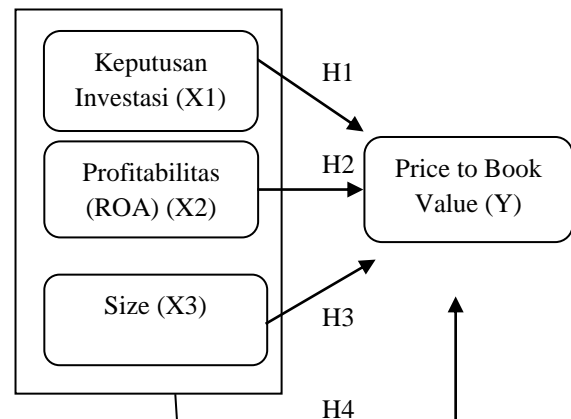 Keputusan
Investasi (X1)
H1
Profitabilitas
(ROA) (X2)
H2
Price to Book
Value (Y)
Size (X3)
H3
H4